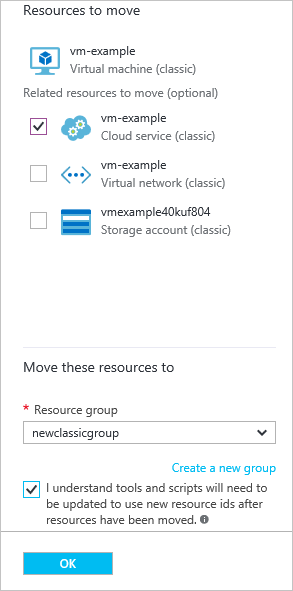 Resources to move
vm-example
Virtual machine (classic)
Related resources to move (optional)
vm-example
Cloud service (classic)
vm-example
Virtual network (classic)
vmexample40kuf804
Storage account (classic)
Move these resources to
* Resource group
newclassicgroup
Create a new group
I understand tools and scripts will need to
be updated to use new resource ids after
resources have been moved.
OK